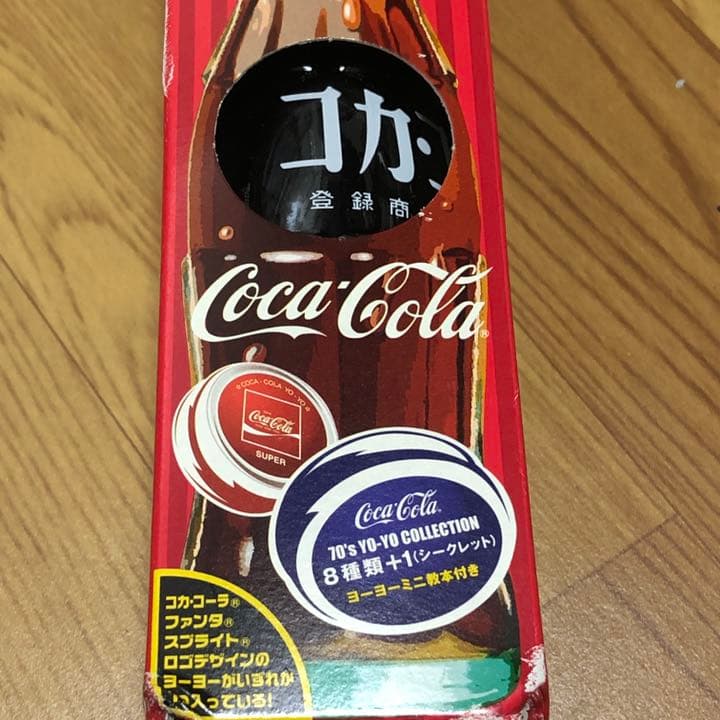 コカ・
登録商
Coca-Cola®
COCA-COLA YO-YO
Coca-Cola
SUPER
Coca-Cola
70's YO-YO COLLECTION
8種類+1(シークレット)
ヨーヨーミニ教本付き
コカ・コーラ®
ファンタ®
スプライト®
ロゴデザインの
ヨーヨーがいずれか
入っている!